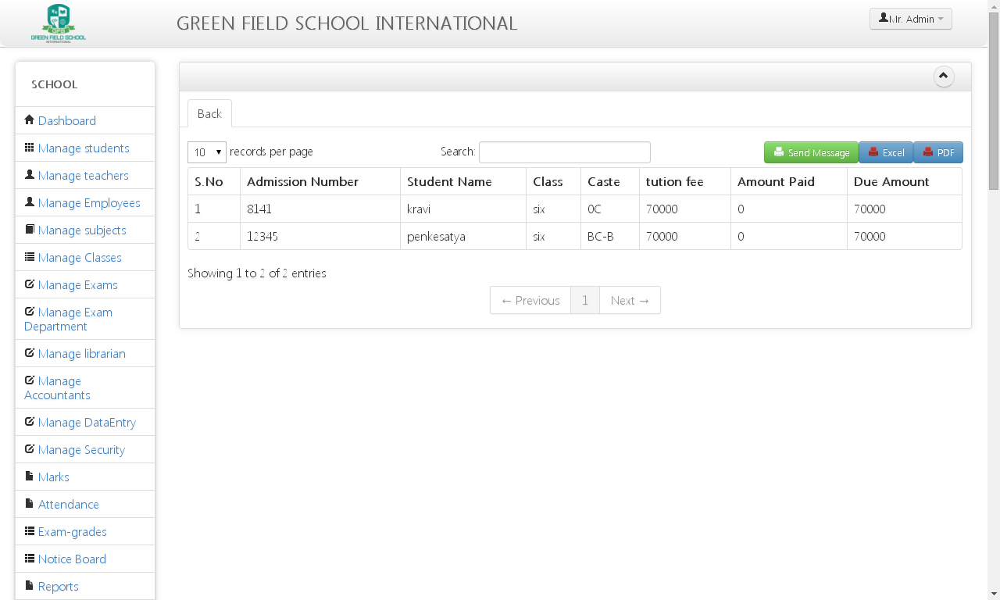 GREEN FIELD SCHOOL INTERNATIONAL
Mr. Admin
GFS
GREEN FIELD SCHOOL
INTERNATIONAL
SCHOOL
Dashboard
Manage students
Manage teachers
Manage Employees
Manage subjects
Manage Classes
Manage Exams
Manage Exam
Department
Manage librarian
Manage
Accountants
Manage DataEntry
Manage Security
Marks
Attendance
Exam-grades
Notice Board
Reports
Back
10 records per page Search: Send Message Excel PDF
S.No Admission Number Student Name Class Caste tution fee Amount Paid Due Amount
1 8141 kravi six 0C 70000 0 70000
2 12345 penkesatya six BC-B 70000 0 70000
Showing 1 to 2 of 2 entries
← Previous 1 Next →